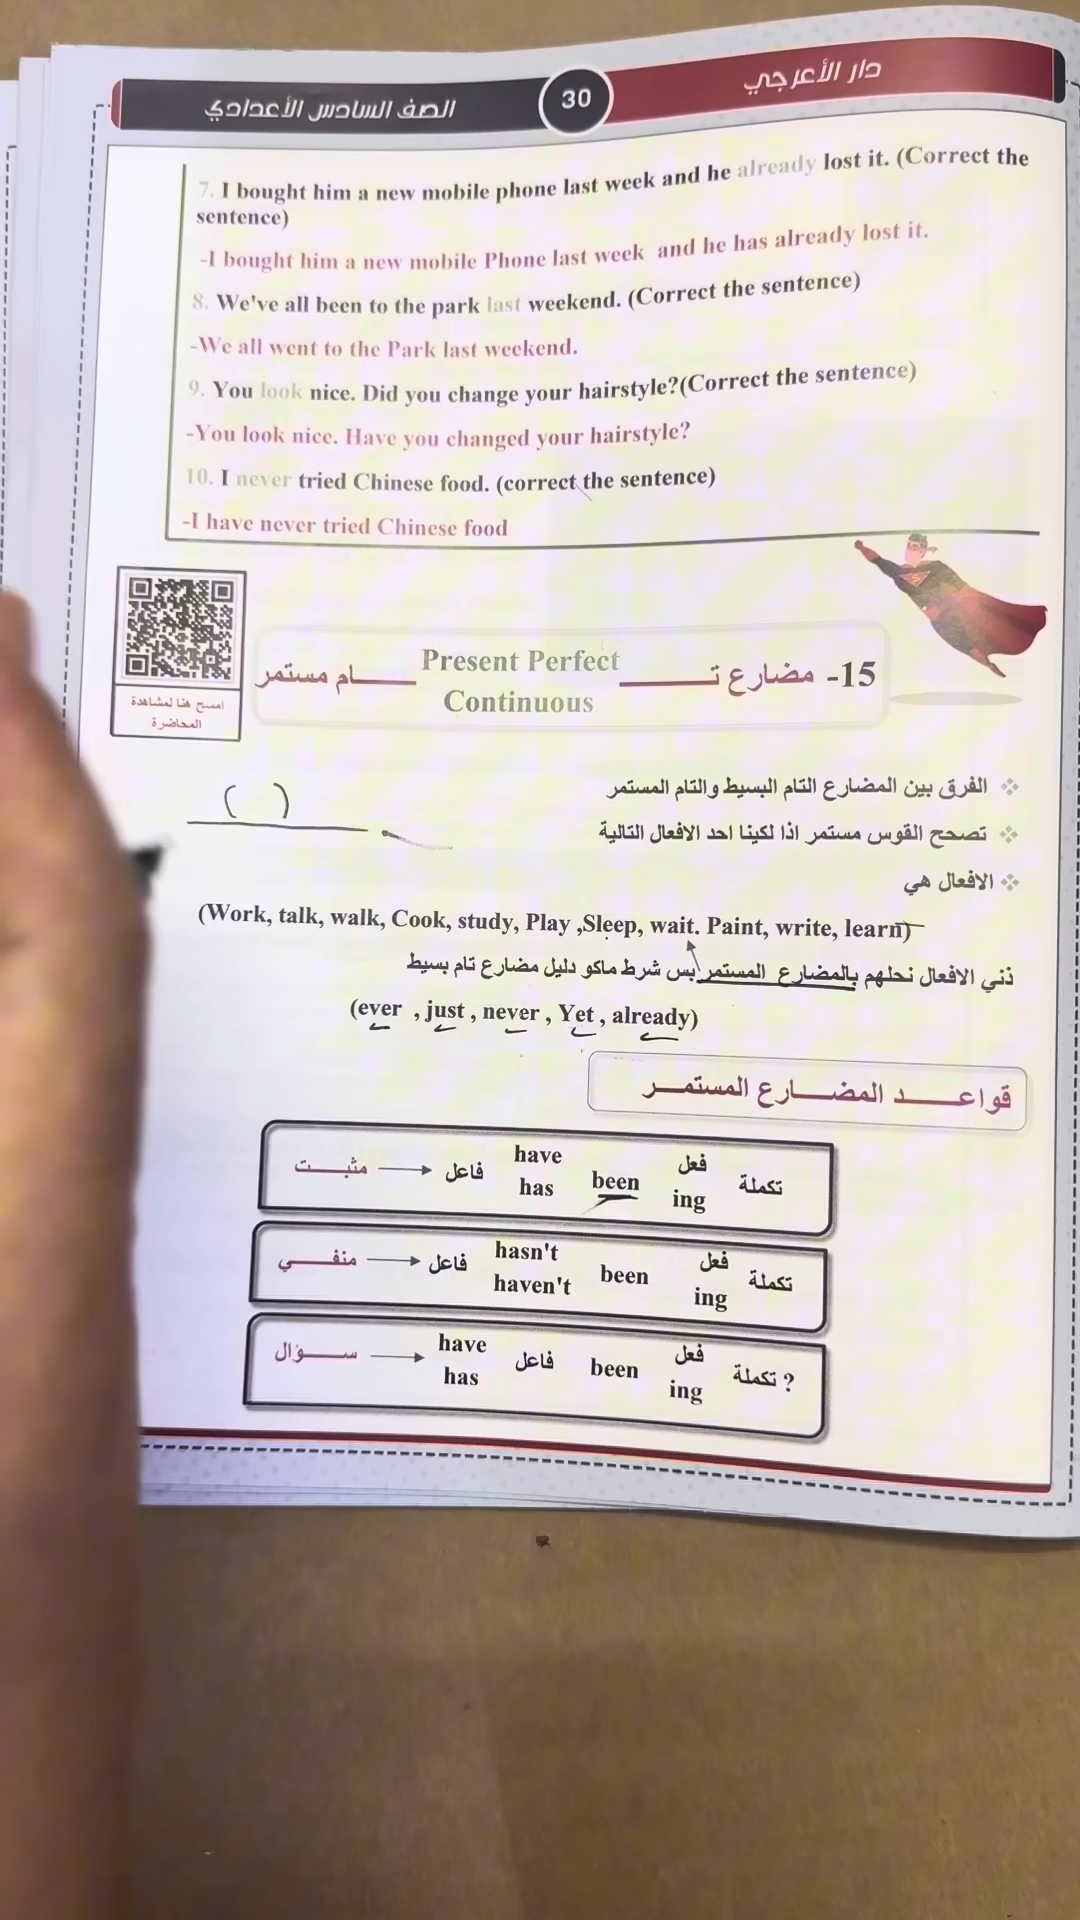 دار الأعرجي
30
الصف السادس الأعدادي
7. I bought him a new mobile phone last week and he already lost it. (Correct the
sentence)
-I bought him a new mobile Phone last week and he has already lost it.
8. We've all been to the park last weekend. (Correct the sentence)
-We all went to the Park last weekend.
9. You look nice. Did you change your hairstyle?(Correct the sentence)
-You look nice. Have you changed your hairstyle?
10. I never tried Chinese food. (correct the sentence)
-I have never tried Chinese food
امسح هنا لمشاهدة
المحاضرة
15- مضارع تـــام مستمر
Present Perfect
Continuous
الفرق بين المضارع التام البسيط والتام المستمر
( )
تصحح القوس مستمر اذا لكينا احد الافعال التالية
الافعال هي
(Work, talk, walk, Cook, study, Play ,Sleep, wait. Paint, write, learn)
ذني الافعال نحلهم بالمضارع المستمر بس شرط ماكو دليل مضارع تام بسيط
(ever , just , never , Yet , already)
قواعــد المضــارع المستمــر
مثبــت → فاعل have has been فعل ing تكملة
منفــي → فاعل hasn't haven't been فعل ing تكملة
ســؤال → have has فاعل been فعل ing تكملة ?